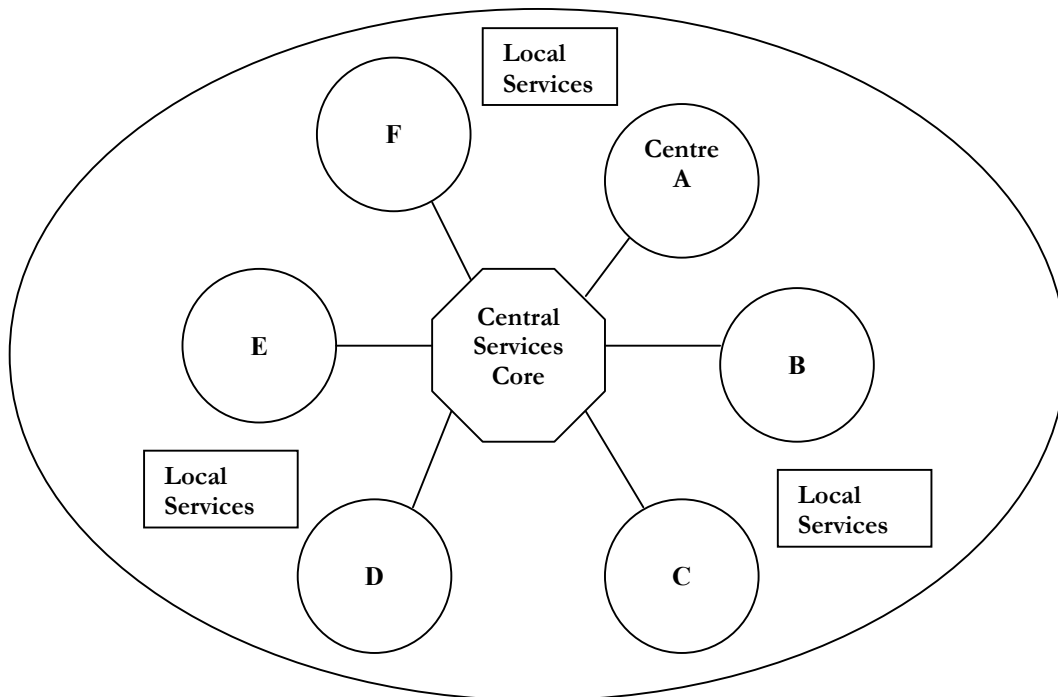 Local
Services
F
Centre
A
Central
Services
Core
E
B
Local
Services
Local
Services
D
C